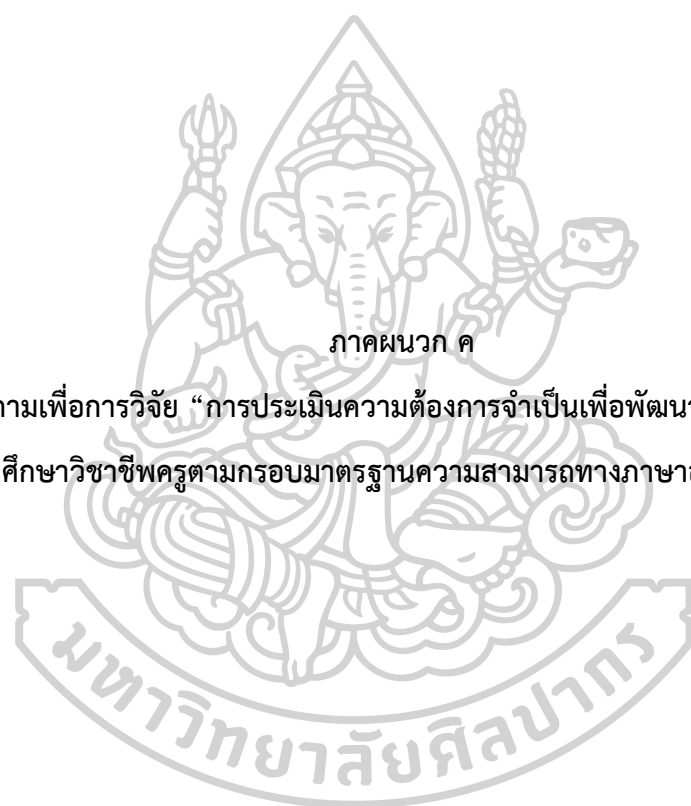 ภาคผนวก ค
ามเพื่อการวิจัย “การประเมินความต้องการจำเป็นเพื่อพัฒนา
ศึกษาวิชาชีพครูตามกรอบมาตรฐานความสามารถทางภาษา
มหาวิทยาลัยศิลปากร